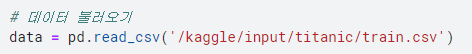 # 데이터 불러오기
data = pd.read_csv('/kaggle/input/titanic/train.csv')